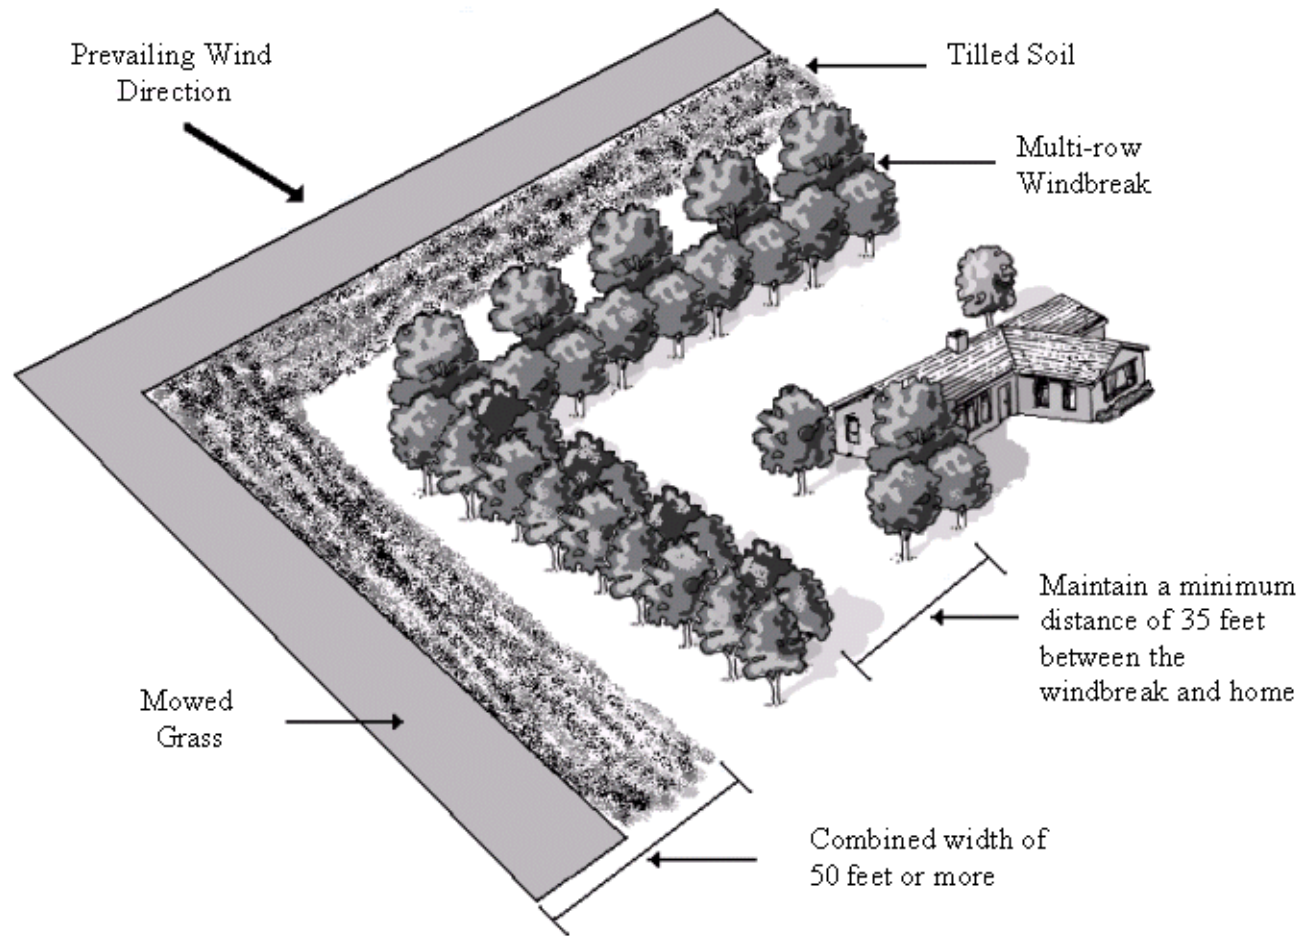 Prevailing Wind
Direction
Tilled Soil
Multi-row
Windbreak
Maintain a minimum
distance of 35 feet
between the
windbreak and home
Mowed
Grass
Combined width of
50 feet or more